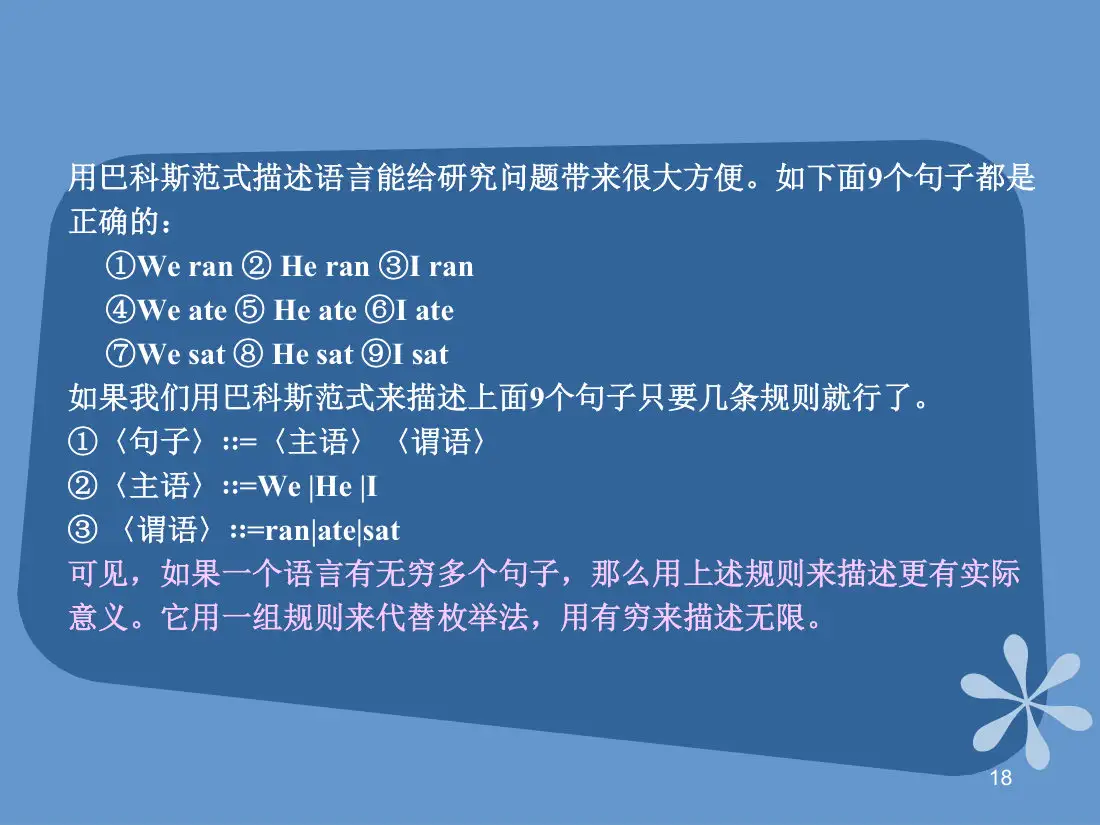 用巴科斯范式描述语言能给研究问题带来很大方便。如下面9个句子都是
正确的：
①We ran ② He ran ③I ran
④We ate ⑤ He ate ⑥I ate
⑦We sat ⑧ He sat ⑨I sat
如果我们用巴科斯范式来描述上面9个句子只要几条规则就行了。
①〈句子〉∷=〈主语〉〈谓语〉
②〈主语〉∷=We |He |I
③ 〈谓语〉∷=ran|ate|sat
可见，如果一个语言有无穷多个句子，那么用上述规则来描述更有实际
意义。它用一组规则来代替枚举法，用有穷来描述无限。
18